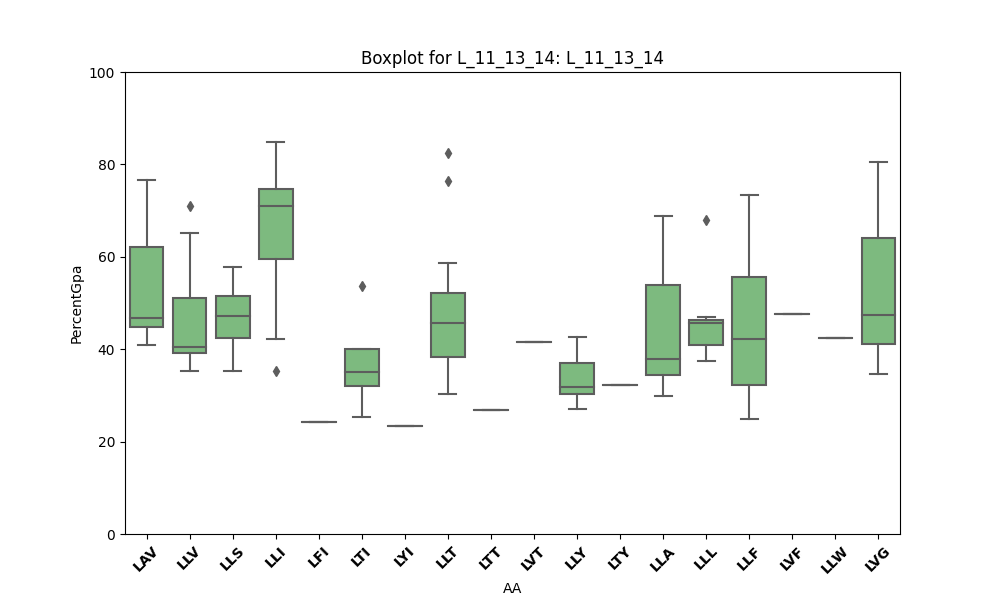 Boxplot for L_11_13_14: L_11_13_14
100
80
60
40
20
0
PercentGpa
LAV LLV LLS LLI LFI LTI LYI LLT LTT LVT LLY LTY LLA LLL LLF LVF LLW LVG
AA